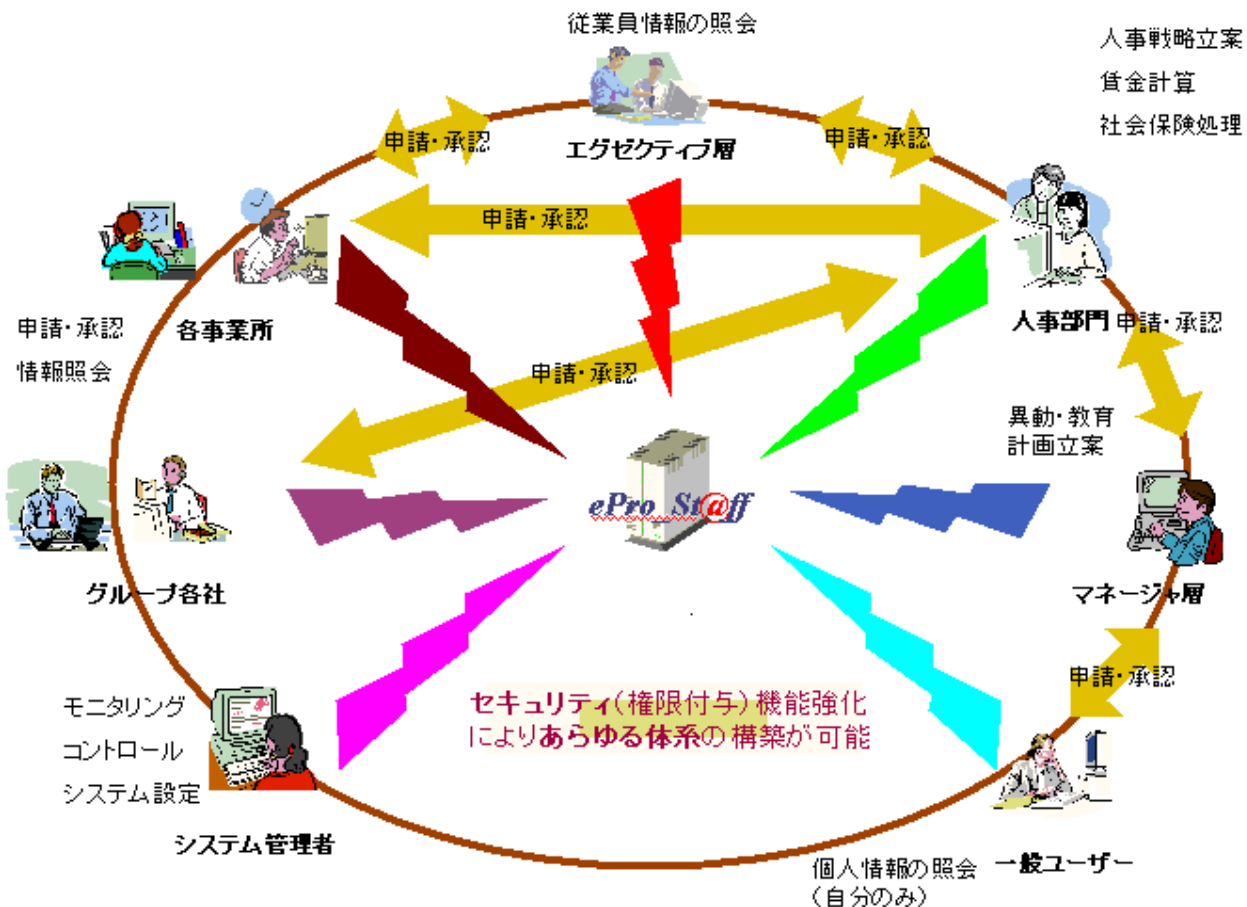 従業員情報の照会
人事戦略立案
賃金計算
社会保険処理
申請・承認
エグゼクティブ層
申請・承認
申請・承認
各事業所
申請・承認
情報照会
人事部門
申請・承認
申請・承認
異動・教育
計画立案
ePro_St@ff
グループ各社
マネージャ層
申請・承認
モニタリング
コントロール
システム設定
システム管理者
セキュリティ(権限付与)機能強化
によりあらゆる体系の構築が可能
一般ユーザー
個人情報の照会
(自分のみ)